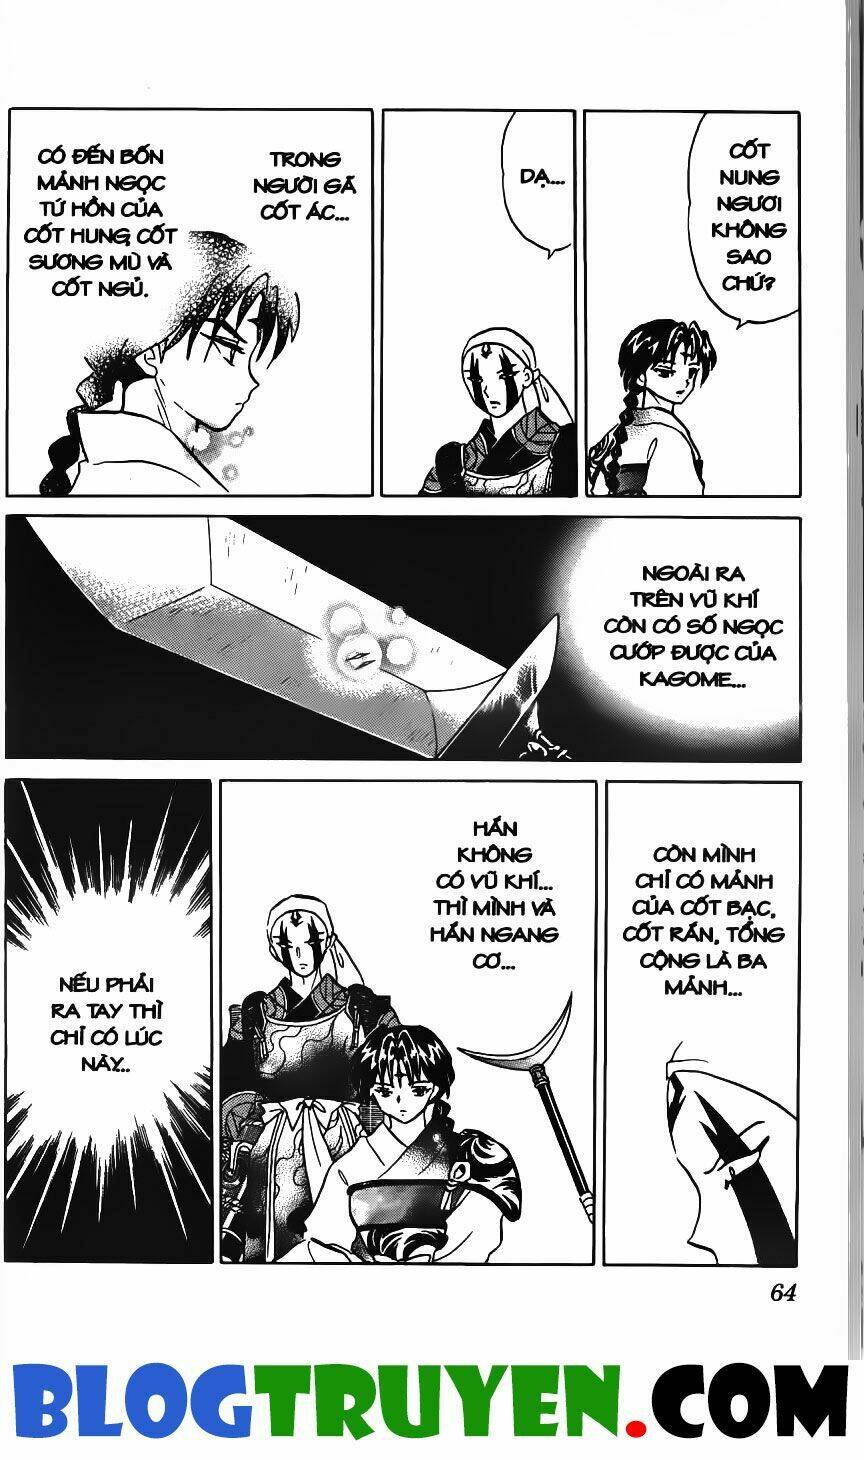 CỐT
NUNG
NGƯƠI
KHÔNG
SAO
CHỨ?
DẠ...
TRONG
NGƯỜI GÃ
CỐT ÁC...
CÓ ĐẾN BỐN
MẢNH NGỌC
TỨ HỒN CỦA
CỐT HUNG, CỐT
SƯƠNG MÙ VÀ
CỐT NGỦ.
NGOÀI RA
TRÊN VŨ KHÍ
CÒN CÓ SỐ NGỌC
CƯỚP ĐƯỢC CỦA
KAGOME...
CÒN MÌNH
CHỈ CÓ MẢNH
CỦA CỐT BẠC,
CỐT RẮN, TỔNG
CỘNG LÀ BA
MẢNH...
HẮN
KHÔNG
CÓ VŨ KHÍ...
THÌ MÌNH VÀ
HẮN NGANG
CƠ...
NẾU PHẢI
RA TAY THÌ
CHỈ CÓ LÚC
NÀY...
64
BLOGTRUYEN.COM